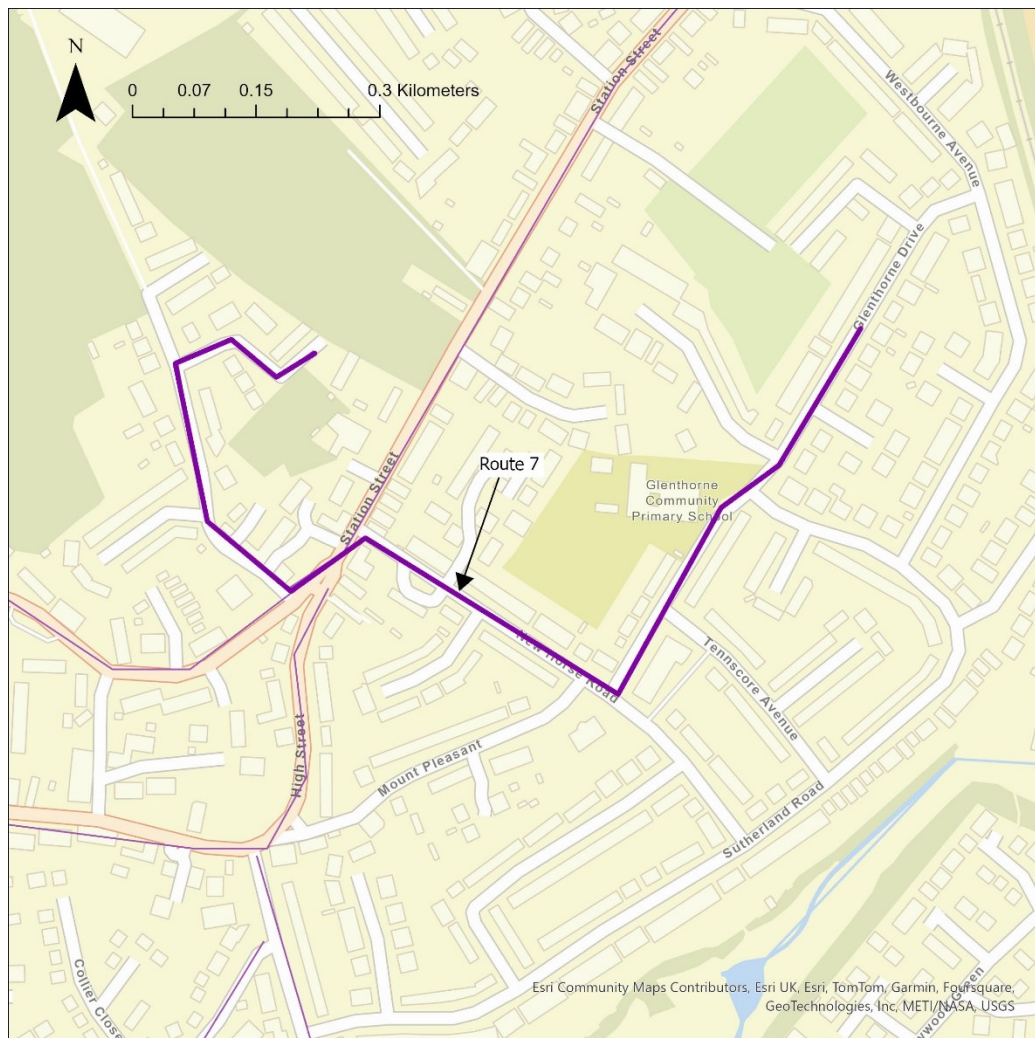 N
0 0.07 0.15 0.3 Kilometers
Station Street
Westbourne Avenue
Glenthorne Drive
Station Street
Route 7
Glenthorne
Community
Primary School
New Horse Road
Tennscore Avenue
High Street
Mount Pleasant
Sutherland Road
Collier Close
Esri Community Maps Contributors, Esri UK, Esri, TomTom, Garmin, Foursquare,
GeoTechnologies, Inc, METI/NASA, USGS